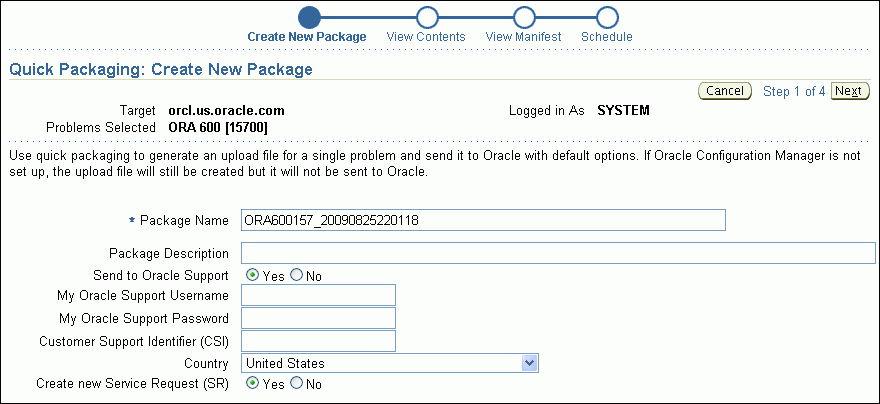 Create New Package View Contents View Manifest Schedule
Quick Packaging: Create New Package
Cancel Step 1 of 4 Next
Target orcl.us.oracle.com Logged in As SYSTEM
Problems Selected ORA 600 [15700]
Use quick packaging to generate an upload file for a single problem and send it to Oracle with default options. If Oracle Configuration Manager is not
set up, the upload file will still be created but it will not be sent to Oracle.
* Package Name ORA600157_20090825220118
Package Description
Send to Oracle Support Yes No
My Oracle Support Username
My Oracle Support Password
Customer Support Identifier (CSI)
Country United States
Create new Service Request (SR) Yes No